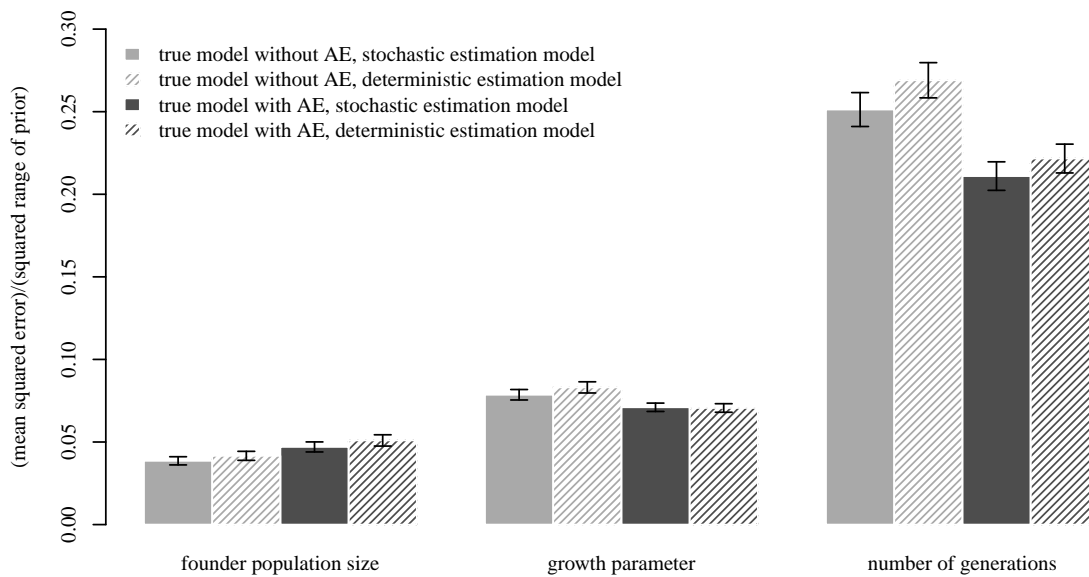 (mean squared error)/(squared range of prior)
0.30
0.25
0.20
0.15
0.10
0.05
0.00
true model without AE, stochastic estimation model
true model without AE, deterministic estimation model
true model with AE, stochastic estimation model
true model with AE, deterministic estimation model
founder population size
growth parameter
number of generations